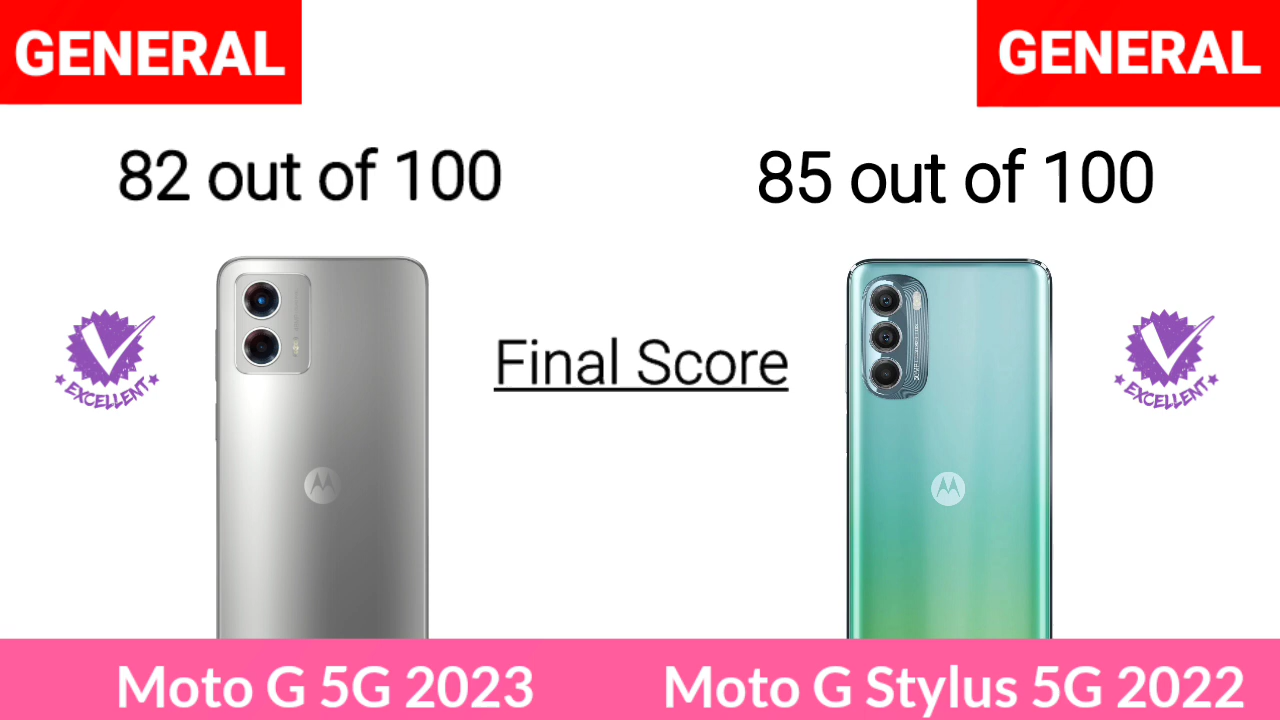 GENERAL
GENERAL
82 out of 100
85 out of 100
EXCELLENT
Final Score
EXCELLENT
Moto G 5G 2023
Moto G Stylus 5G 2022